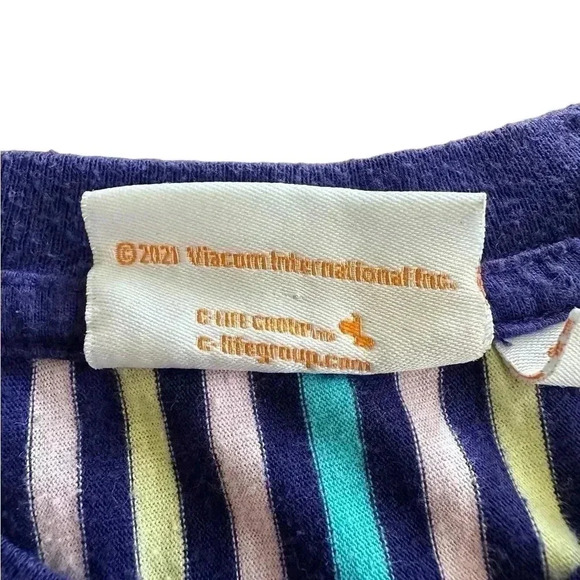 ©2021 Viacom International Inc.
C-LIFE GROUP
c-lifegroup.com